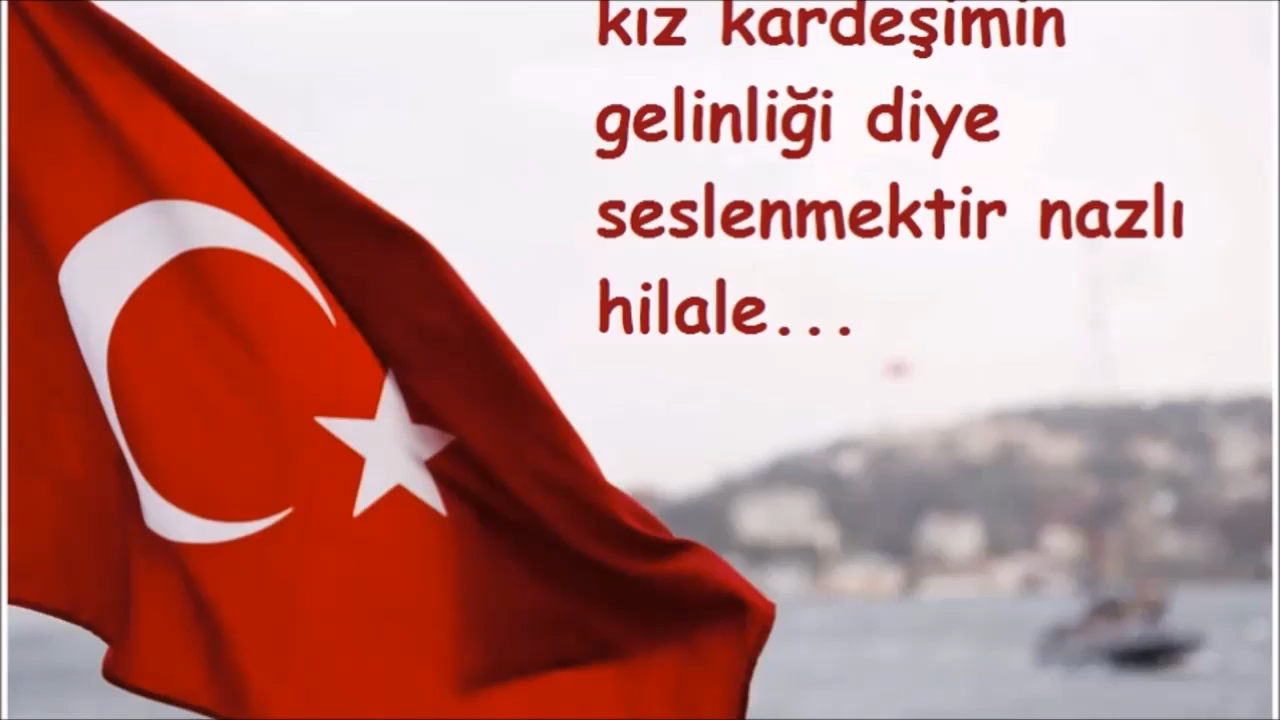 kız kardeşimin
gelinliği diye
seslenmektir nazlı
hilale...